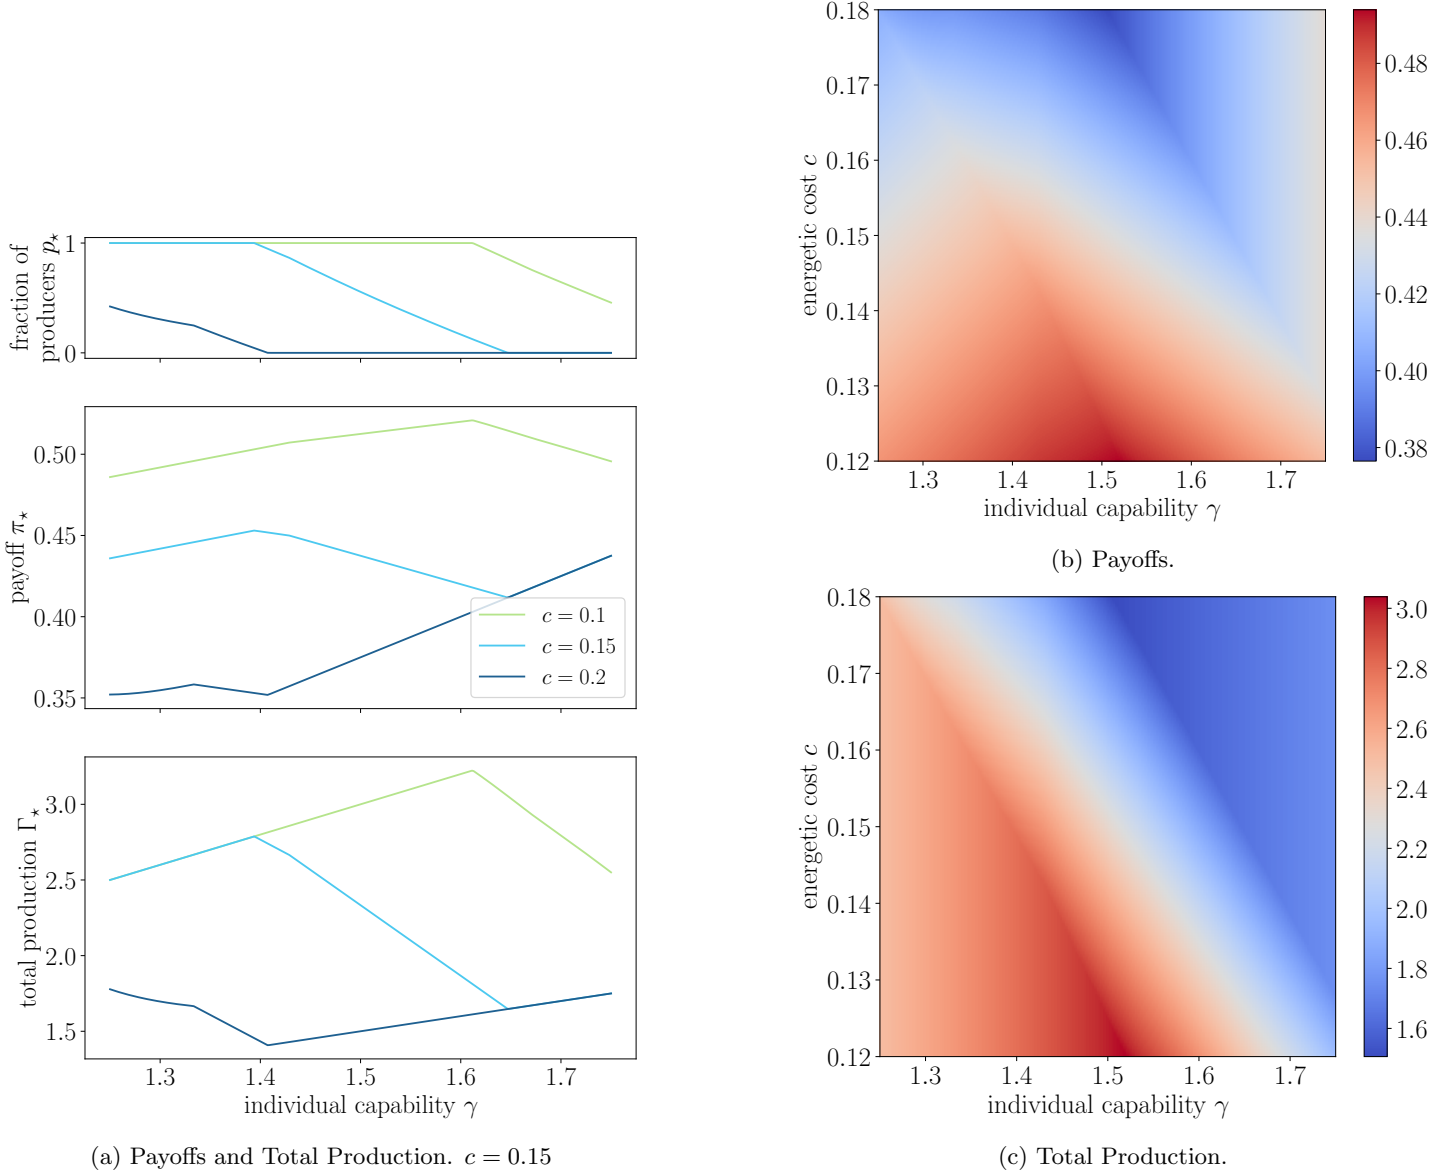 fraction of
producers p⋆
1
0
payoff π⋆
0.50
0.45
0.40
0.35
c = 0.1
c = 0.15
c = 0.2
total production Γ⋆
3.0
2.5
2.0
1.5
1.3 1.4 1.5 1.6 1.7
individual capability γ
(a) Payoffs and Total Production. c = 0.15
energetic cost c
0.18
0.17
0.16
0.15
0.14
0.13
0.12
1.3 1.4 1.5 1.6 1.7
individual capability γ
0.48
0.46
0.44
0.42
0.40
0.38
(b) Payoffs.
energetic cost c
0.18
0.17
0.16
0.15
0.14
0.13
0.12
1.3 1.4 1.5 1.6 1.7
individual capability γ
3.0
2.8
2.6
2.4
2.2
2.0
1.8
1.6
(c) Total Production.